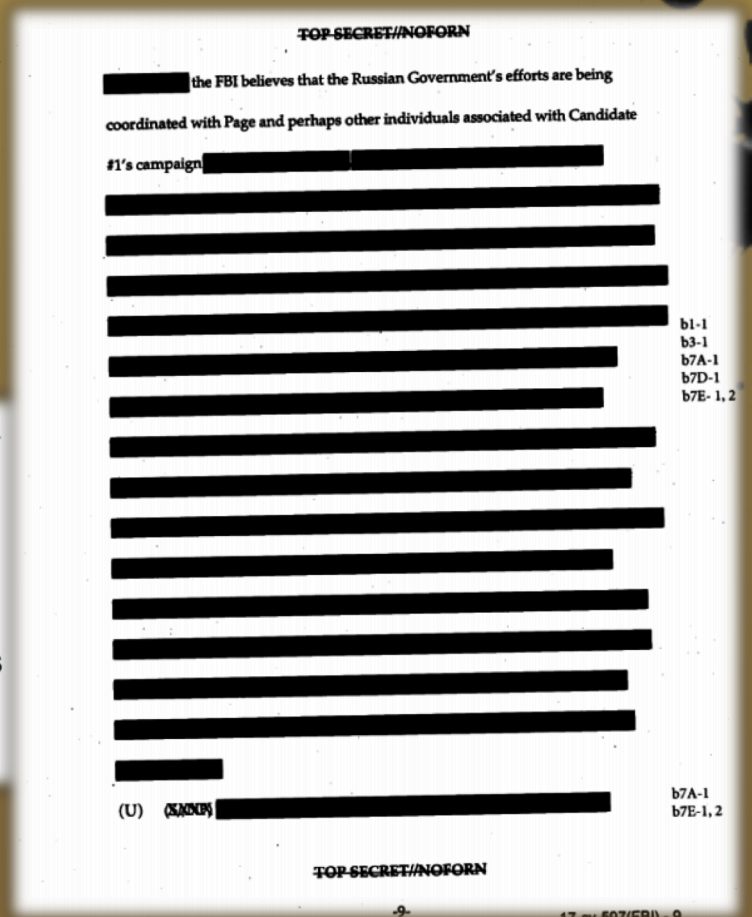 TOP SECRET//NOFORN
the FBI believes that the Russian Government's efforts are being
coordinated with Page and perhaps other individuals associated with Candidate
#1's campaign
b1-1
b3-1
b7A-1
b7D-1
b7E- 1, 2
(U)
b7A-1
b7E-1, 2
TOP SECRET//NOFORN
-9-